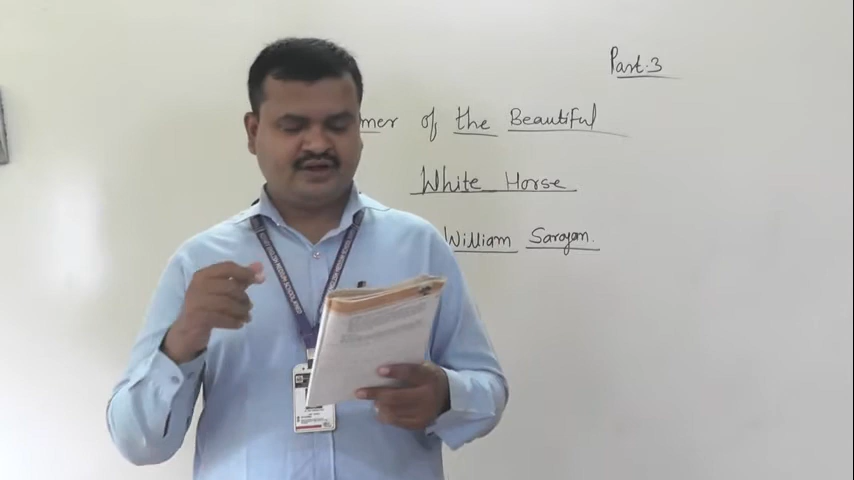 Part.3
mer of the Beautiful
White Horse
William Saroyan.